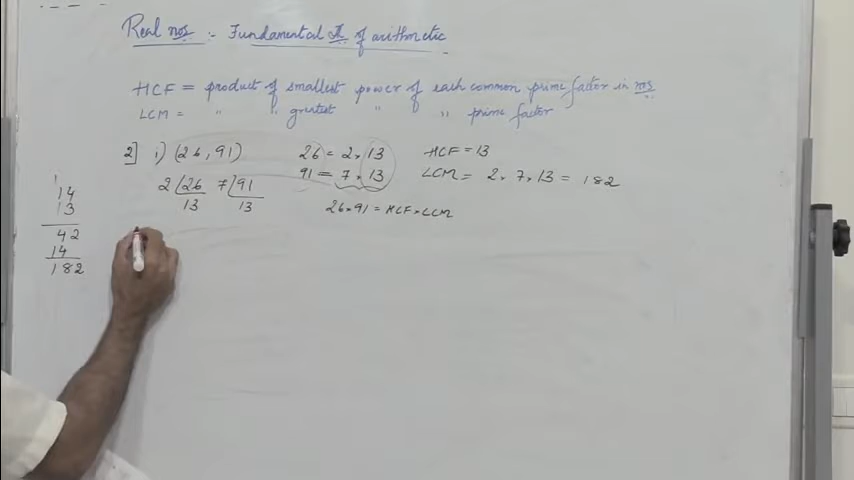 Real nos :- Fundamental Th of arithmetic
HCF = product of smallest power of each common prime factor in nos
LCM = " " greatest " " prime factor
2] i) (26, 91)
26 = 2 × 13
91 = 7 × 13
HCF = 13
LCM = 2 × 7 × 13 = 182
2 26 7 91
13 13
26 × 91 = HCF × LCM
1
14
13
42
14
182